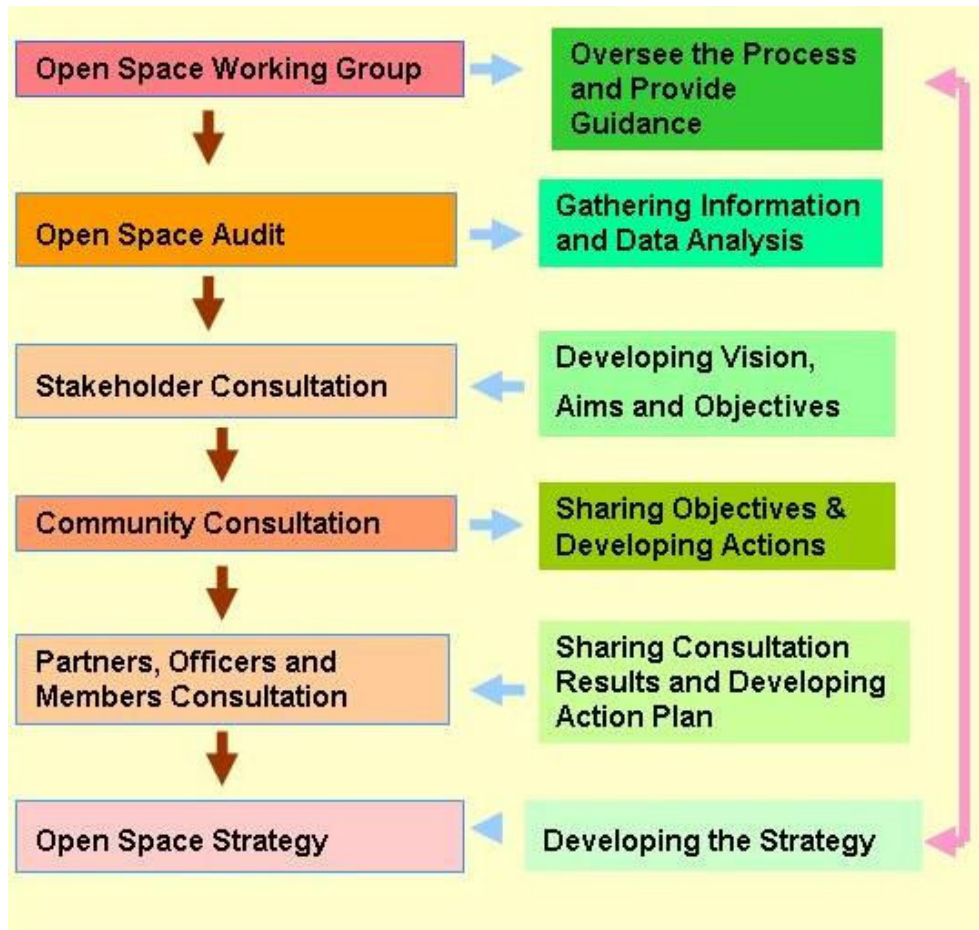 Open Space Working Group
Oversee the Process
and Provide
Guidance
Open Space Audit
Gathering Information
and Data Analysis
Stakeholder Consultation
Developing Vision,
Aims and Objectives
Community Consultation
Sharing Objectives &
Developing Actions
Partners, Officers and
Members Consultation
Sharing Consultation
Results and Developing
Action Plan
Open Space Strategy
Developing the Strategy